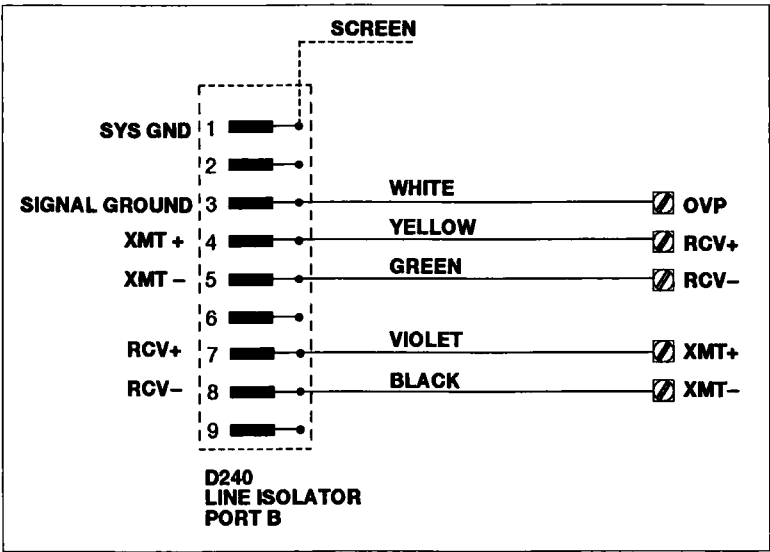 SCREEN
SYS GND 1
2
SIGNAL GROUND 3 WHITE OVP
XMT + 4 YELLOW RCV+
XMT – 5 GREEN RCV–
6
RCV+ 7 VIOLET XMT+
RCV– 8 BLACK XMT–
9
D240
LINE ISOLATOR
PORT B